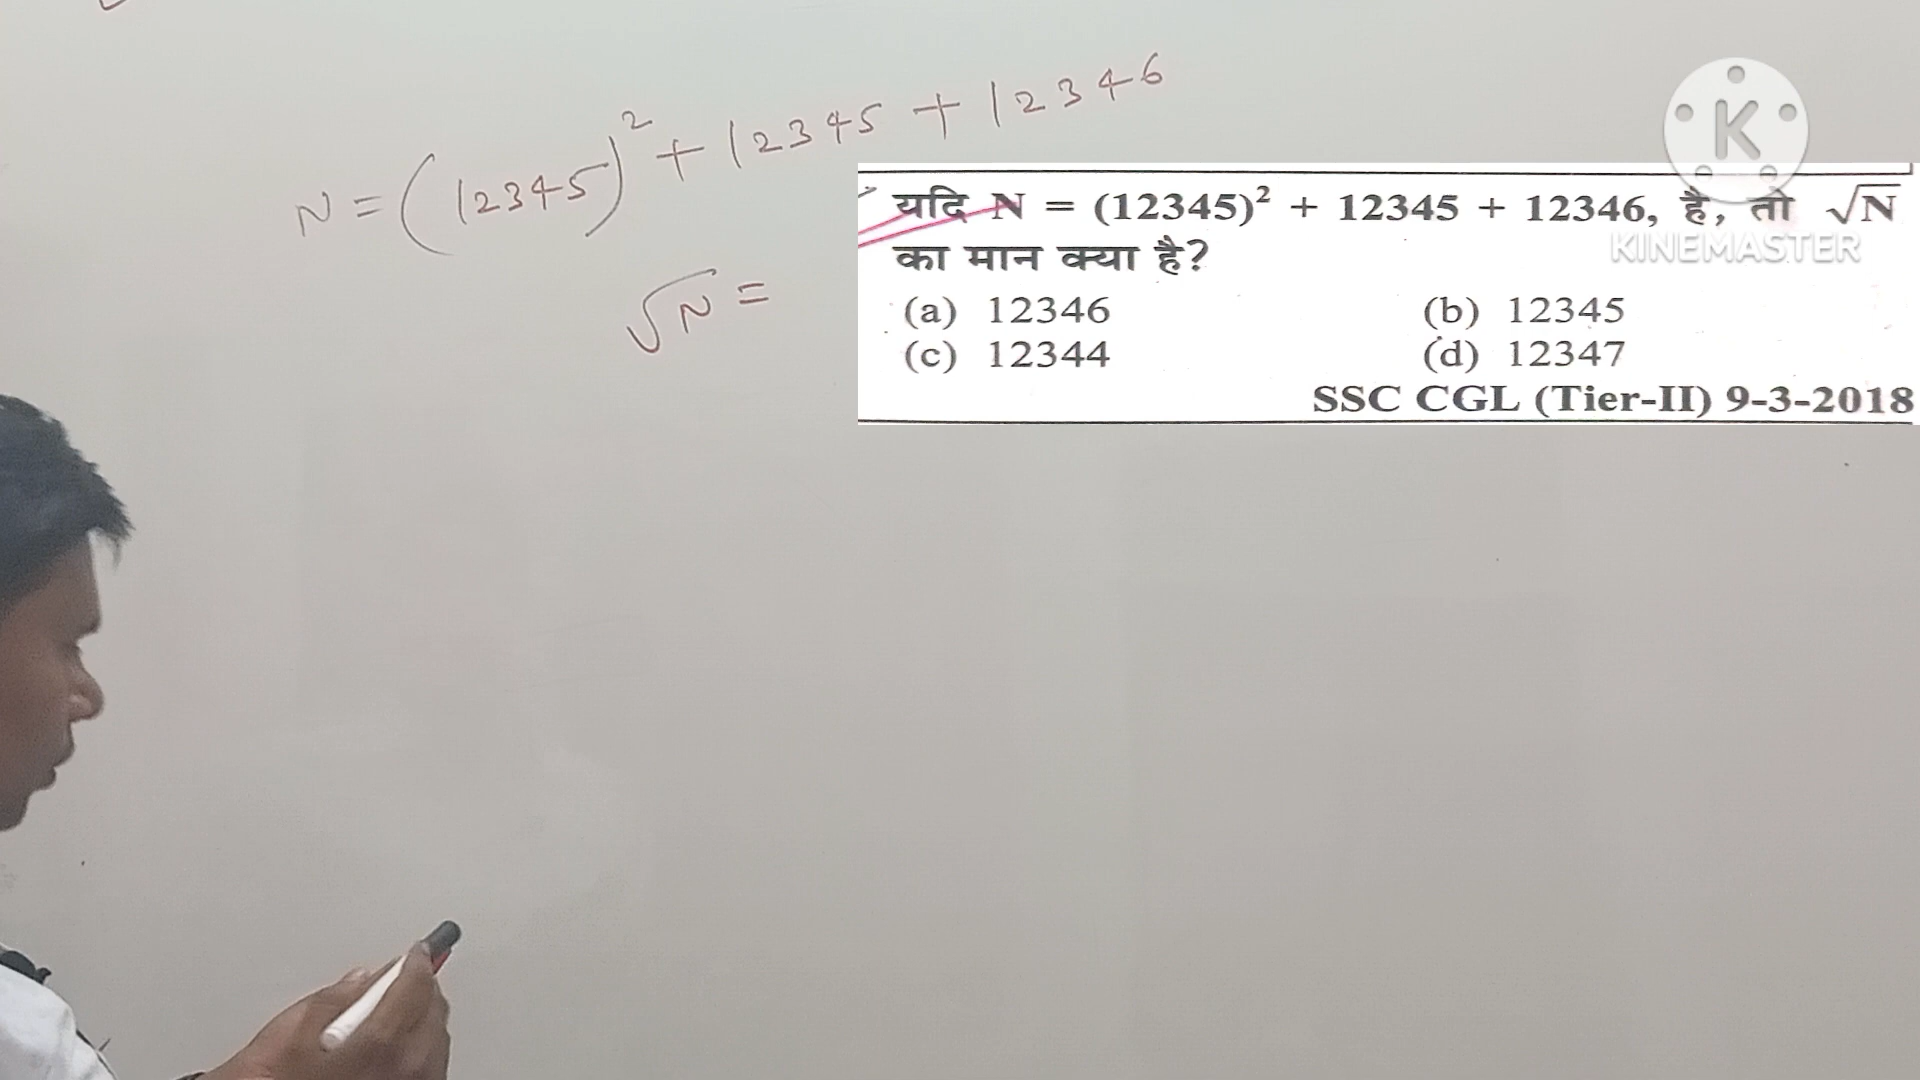 N = (12345)² + 12345 + 12346
√N =
यदि N = (12345)² + 12345 + 12346, है, तो √N
का मान क्या है?
(a) 12346 (b) 12345
(c) 12344 (d) 12347
SSC CGL (Tier-II) 9-3-2018
K
KINEMASTER